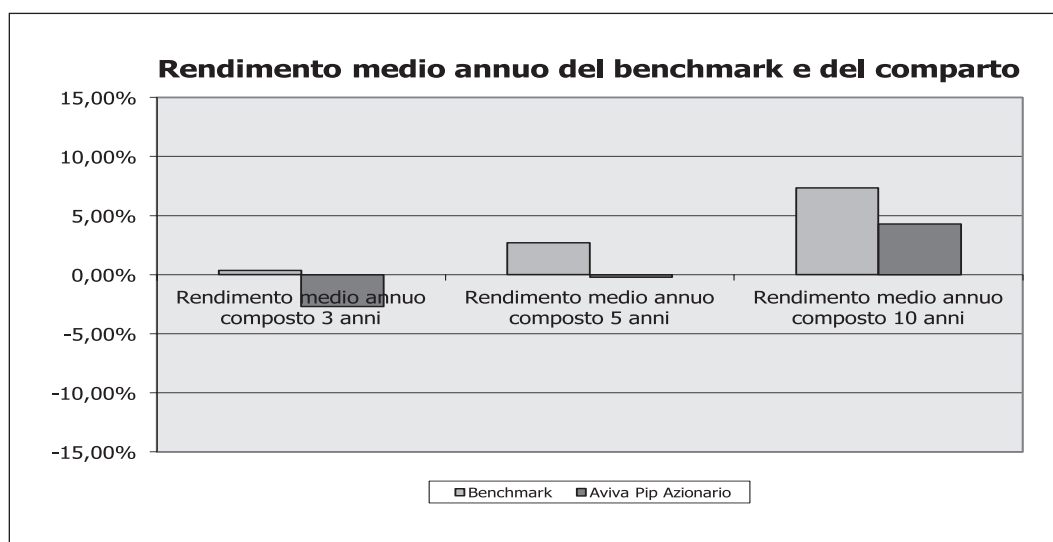 Rendimento medio annuo del benchmark e del comparto
15,00%
10,00%
5,00%
0,00%
-5,00%
-10,00%
-15,00%
Rendimento medio annuo
composto 3 anni
Rendimento medio annuo
composto 5 anni
Rendimento medio annuo
composto 10 anni
Benchmark
Aviva Pip Azionario